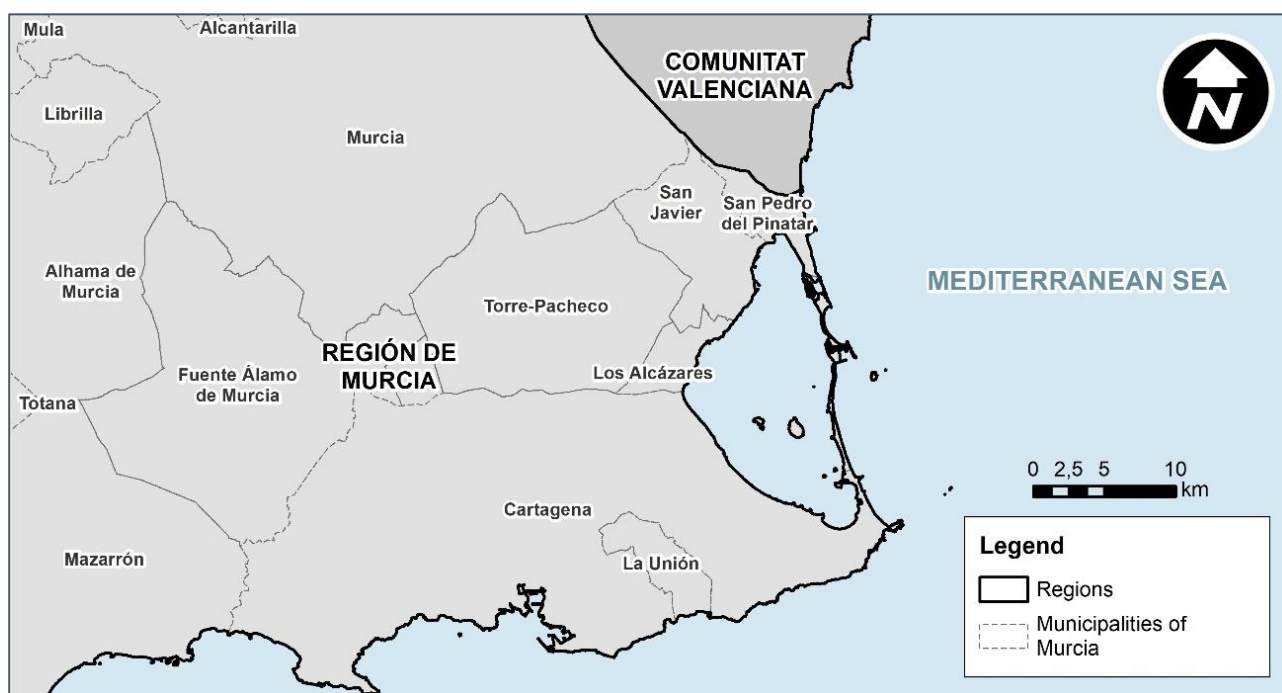 Mula
Alcantarilla
COMUNITAT
VALENCIANA
N
Librilla
Murcia
San
Javier
San Pedro
del Pinatar
Alhama de
Murcia
MEDITERRANEAN SEA
Torre-Pacheco
REGIÓN DE
MURCIA
Fuente Álamo
de Murcia
Los Alcázares
Totana
0 2,5 5 10
km
Cartagena
Mazarrón
La Unión
Legend
Regions
Municipalities of
Murcia